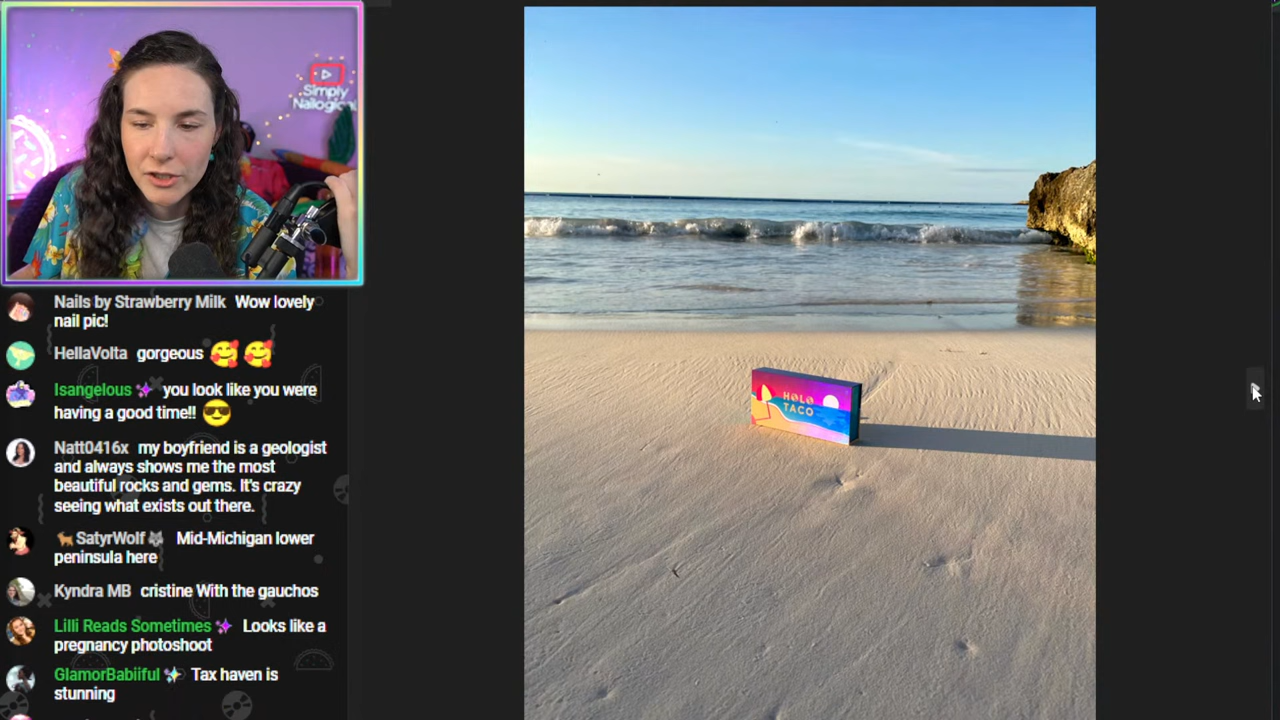 Simply
Nailogical
HOLO
TACO
Nails by Strawberry Milk Wow lovely
nail pic!
HellaVolta gorgeous 🥰 🥰
Isangelous ✨ you look like you were
having a good time!! 😎
Natt0416x my boyfriend is a geologist
and always shows me the most
beautiful rocks and gems. It's crazy
seeing what exists out there.
🐐SatyrWolf🐺 Mid-Michigan lower
peninsula here
Kyndra MB cristine With the gauchos
Lilli Reads Sometimes ✨ Looks like a
pregnancy photoshoot
GlamorBabiiful ✨ Tax haven is
stunning